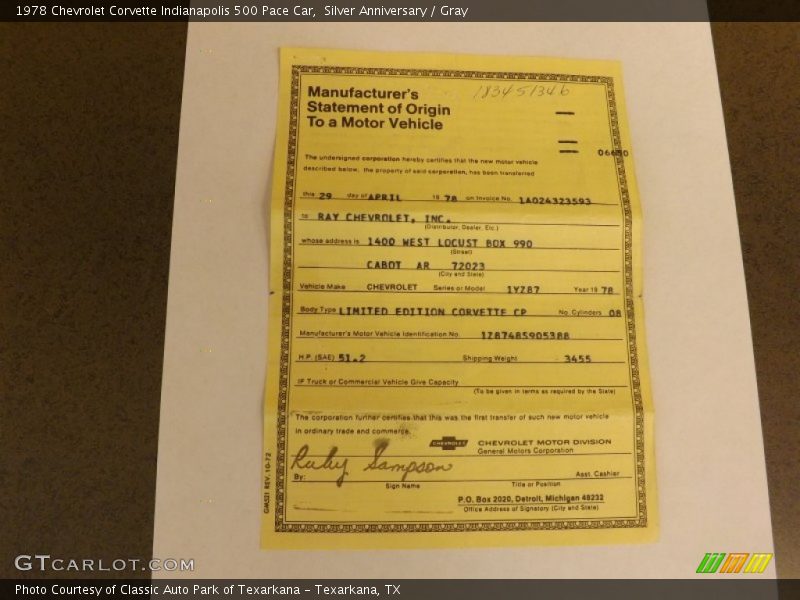 1978 Chevrolet Corvette Indianapolis 500 Pace Car, Silver Anniversary / Gray
183451346
Manufacturer's
Statement of Origin
To a Motor Vehicle
The undersigned corporation hereby certifies that the new motor vehicle
described below, the property of said corporation, has been transferred
this 29 day of APRIL 19 78 on Invoice No. 1A024323593
to RAY CHEVROLET, INC.
(Distributor, Dealer, Etc.)
whose address is 1400 WEST LOCUST BOX 990
(Street)
CABOT AR 72023
(City and State)
Vehicle Make CHEVROLET Series or Model 1YZ87 Year 19 78
Body Type LIMITED EDITION CORVETTE CP No. Cylinders 08
Manufacturer's Motor Vehicle Identification No. 1Z87485905388
H.P. (SAE) 51.2 Shipping Weight 3455
IF Truck or Commercial Vehicle Give Capacity
(To be given in terms as required by the State)
The corporation further certifies that this was the first transfer of such new motor vehicle
in ordinary trade and commerce.
CHEVROLET CHEVROLET MOTOR DIVISION
General Motors Corporation
By: Ruby Sampson Asst. Cashier
Sign Name Title or Position
P.O. Box 2020, Detroit, Michigan 48232
Office Address of Signatory (City and State)
GM521 REV. 10-72
GTCARLOT.COM
Photo Courtesy of Classic Auto Park of Texarkana - Texarkana, TX